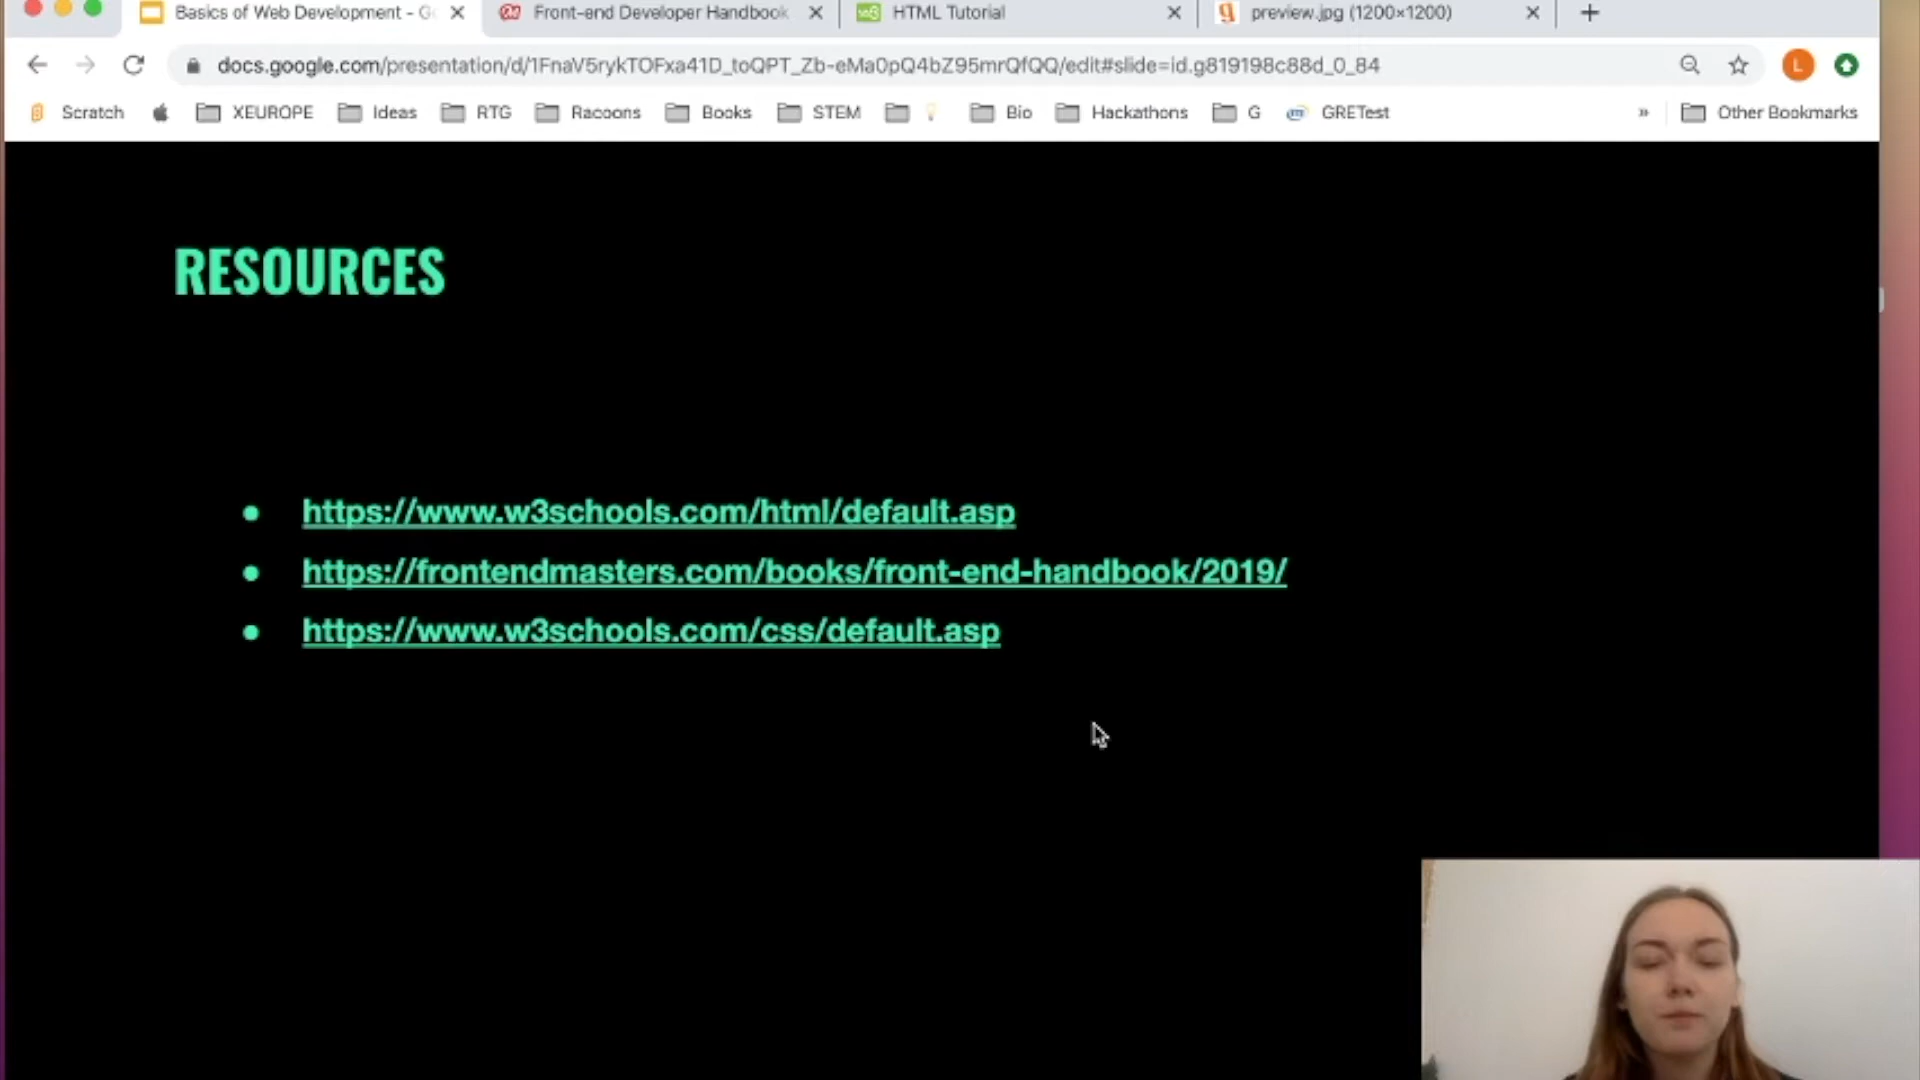 Basics of Web Development - G
Front-end Developer Handbook
w3
HTML Tutorial
preview.jpg (1200×1200)
docs.google.com/presentation/d/1FnaV5rykTOFxa41D_toQPT_Zb-eMa0pQ4bZ95mrQfQQ/edit#slide=id.g819198c88d_0_84
L
Scratch
XEUROPE
Ideas
RTG
Racoons
Books
STEM
Bio
Hackathons
G
GRETest
»
Other Bookmarks
RESOURCES
• https://www.w3schools.com/html/default.asp
• https://frontendmasters.com/books/front-end-handbook/2019/
• https://www.w3schools.com/css/default.asp